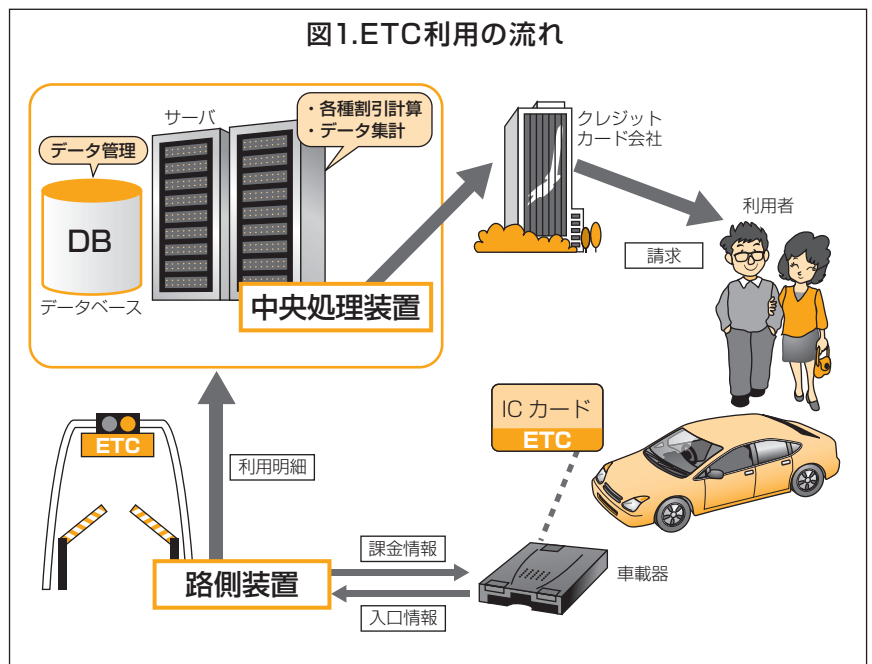 図1.ETC利用の流れ
サーバ
・各種割引計算
・データ集計
データ管理
DB
データベース
中央処理装置
クレジット
カード会社
利用者
請求
ICカード
ETC
ETC
利用明細
路側装置
課金情報
入口情報
車載器